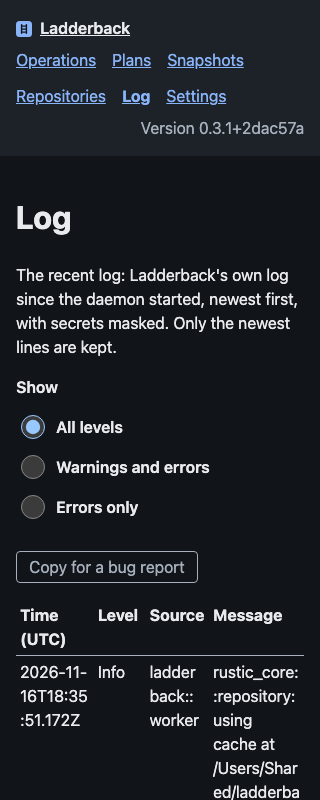 Ladderback
Operations Plans Snapshots
Repositories Log Settings
Version 0.3.1+2dac57a
Log
The recent log: Ladderback's own log
since the daemon started, newest first,
with secrets masked. Only the newest
lines are kept.
Show
All levels
Warnings and errors
Errors only
Copy for a bug report
Time (UTC) Level Source Message
2026-11- Info ladder rustic_core:
16T18:35 back:: :repository:
:51.172Z worker using
cache at
/Users/Shar
ed/ladderba